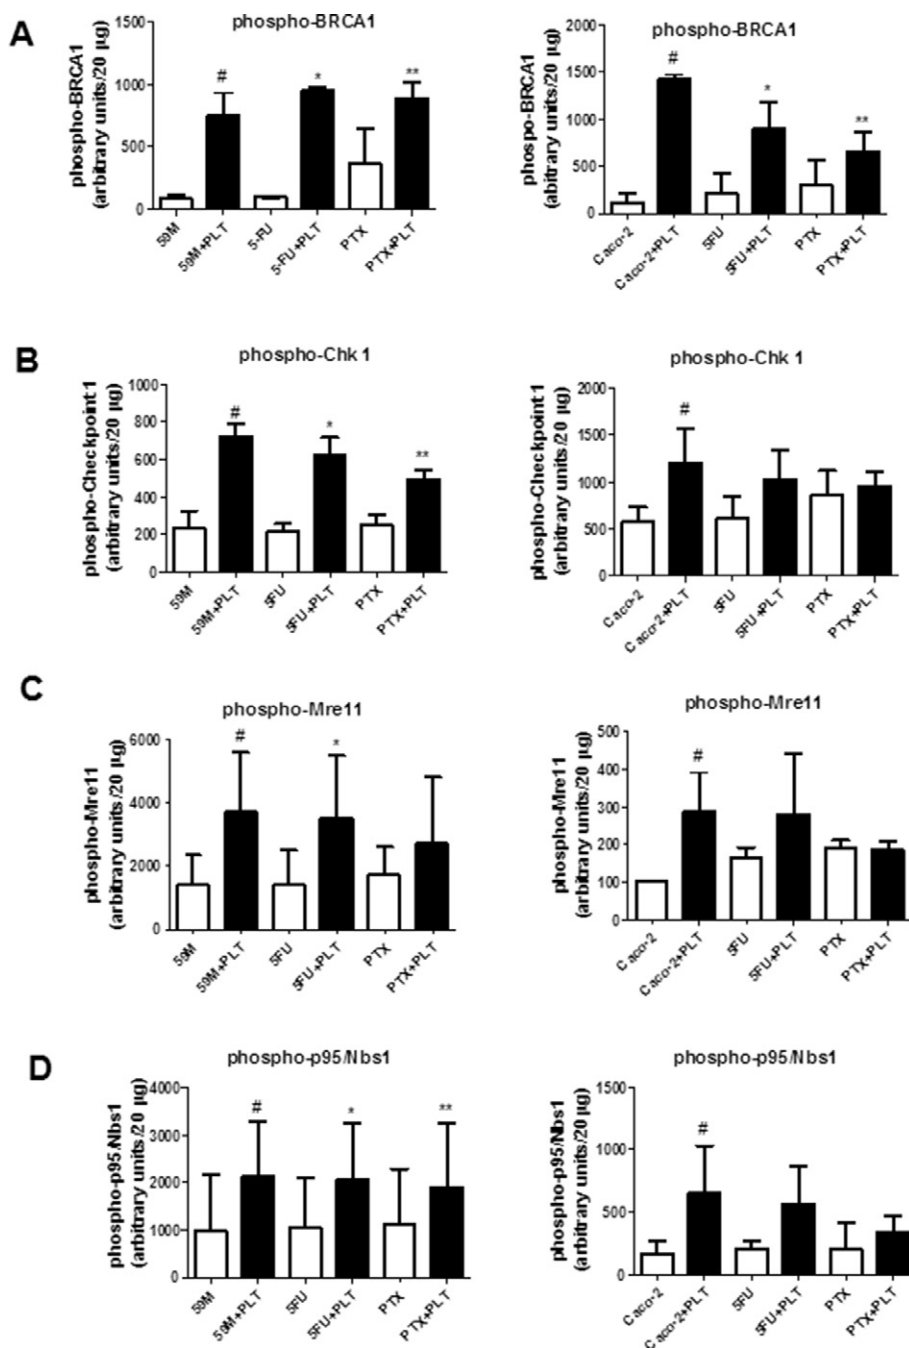 A
phospho-BRCA1
phospho-BRCA1
(arbitrary units/20 µg)
1500
1000
500
0
#
*
**
59M
59M+PLT
5-FU
5-FU+PLT
PTX
PTX+PLT
phospho-BRCA1
phospo-BRCA1
(abitrary units/20 µg)
1500
1000
500
0
#
*
**
Caco-2
Caco-2+PLT
5FU
5FU+PLT
PTX
PTX+PLT
B
phospho-Chk 1
phospho-Checkpoint 1
(arbitrary units/20 µg)
1000
800
600
400
200
0
#
*
**
59M
59M+PLT
5FU
5FU+PLT
PTX
PTX+PLT
phospho-Chk 1
phospho-Checkpoint 1
(arbitrary units/20 µg)
2000
1500
1000
500
0
#
Caco-2
Caco-2+PLT
5FU
5FU+PLT
PTX
PTX+PLT
C
phospho-Mre11
phospho-Mre11
(arbitrary units/20 µg)
6000
4000
2000
0
#
*
59M
59M+PLT
5FU
5FU+PLT
PTX
PTX+PLT
phospho-Mre11
phospho-Mre11
(arbitrary units/20 µg)
500
400
300
200
100
0
#
Caco-2
Caco-2+PLT
5FU
5FU+PLT
PTX
PTX+PLT
D
phospho-p95/Nbs1
phospho-p95/Nbs1
(arbitrary units/20 µg)
4000
3000
2000
1000
0
#
*
**
59M
59M+PLT
5FU
5FU+PLT
PTX
PTX+PLT
phospho-p95/Nbs1
phospho-p95/Nbs1
(arbitrary units/20 µg)
1500
1000
500
0
#
Caco-2
Caco-2+PLT
5FU
5FU+PLT
PTX
PTX+PLT